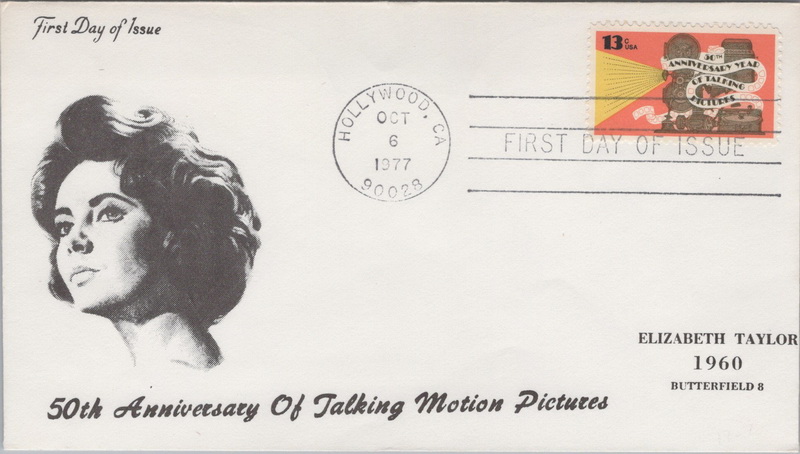 First Day of Issue
13c USA
50TH
ANNIVERSARY YEAR
OF TALKING
PICTURES
HOLLYWOOD, CA
OCT
6
1977
90028
FIRST DAY OF ISSUE
ELIZABETH TAYLOR
1960
BUTTERFIELD 8
50th Anniversary Of Talking Motion Pictures